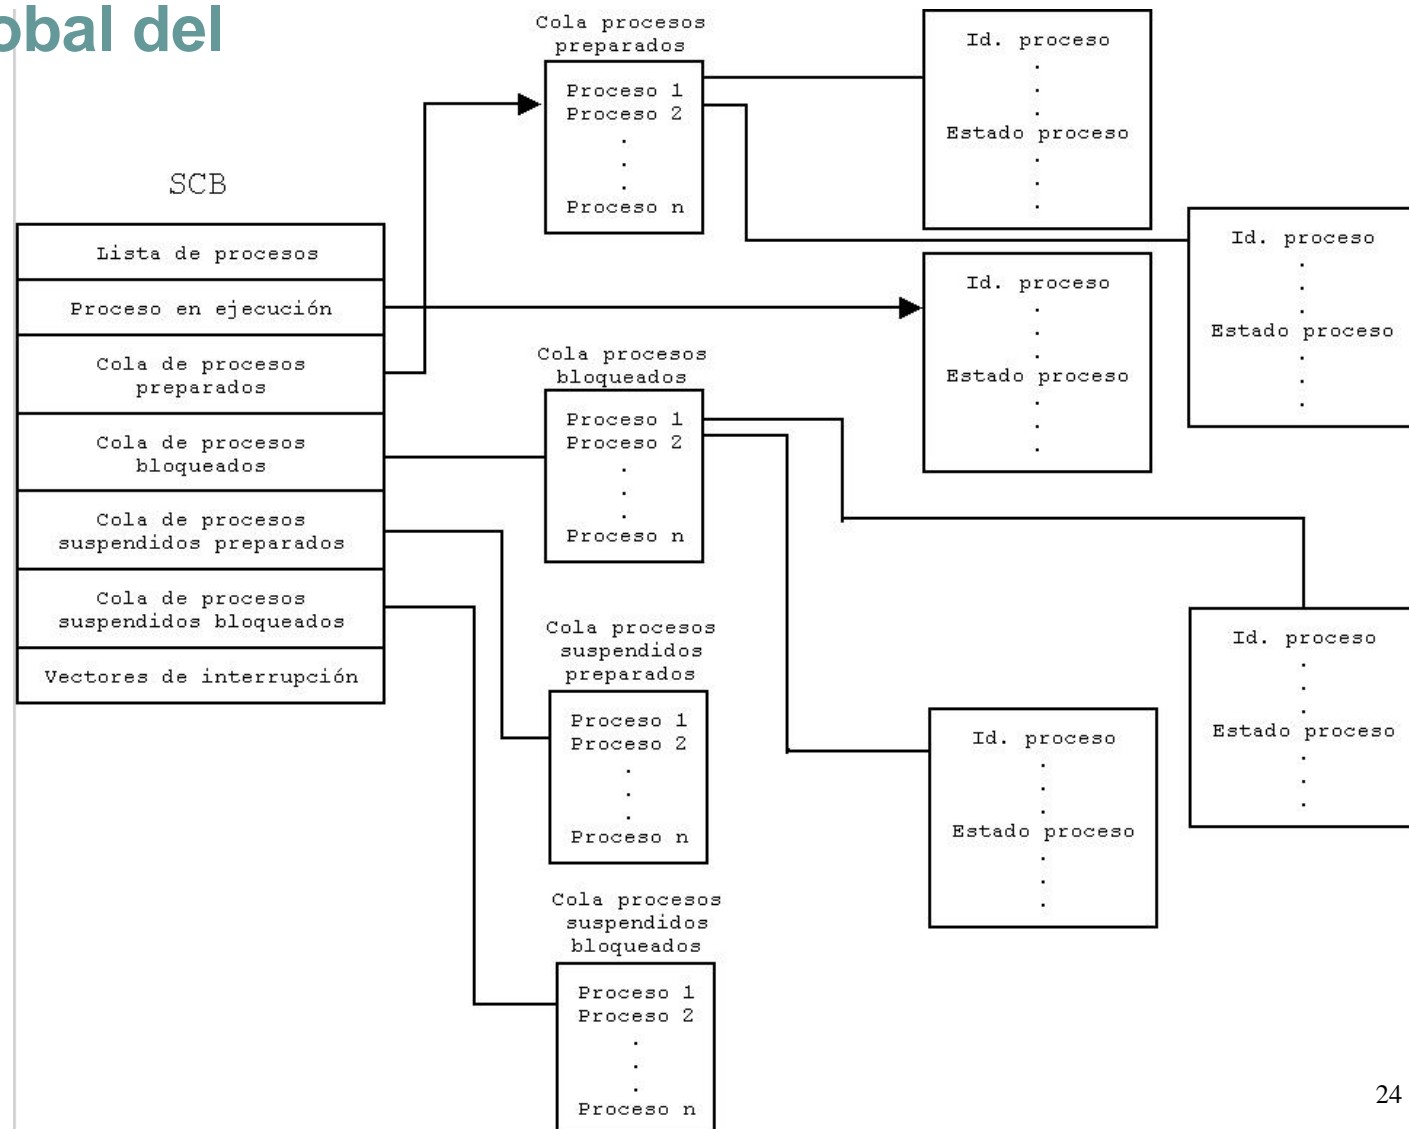 obal del
SCB
Lista de procesos
Proceso en ejecución
Cola de procesos
preparados
Cola de procesos
bloqueados
Cola de procesos
suspendidos preparados
Cola de procesos
suspendidos bloqueados
Vectores de interrupción
Cola procesos
preparados
Proceso 1
Proceso 2
.
.
.
Proceso n
Cola procesos
bloqueados
Proceso 1
Proceso 2
.
.
.
Proceso n
Cola procesos
suspendidos
preparados
Proceso 1
Proceso 2
.
.
.
Proceso n
Cola procesos
suspendidos
bloqueados
Proceso 1
Proceso 2
.
.
.
Proceso n
Id. proceso
.
.
.
Estado proceso
.
.
.
Id. proceso
.
.
.
Estado proceso
.
.
.
Id. proceso
.
.
.
Estado proceso
.
.
.
Id. proceso
.
.
.
Estado proceso
.
.
.
Id. proceso
.
.
.
Estado proceso
.
.
.
24